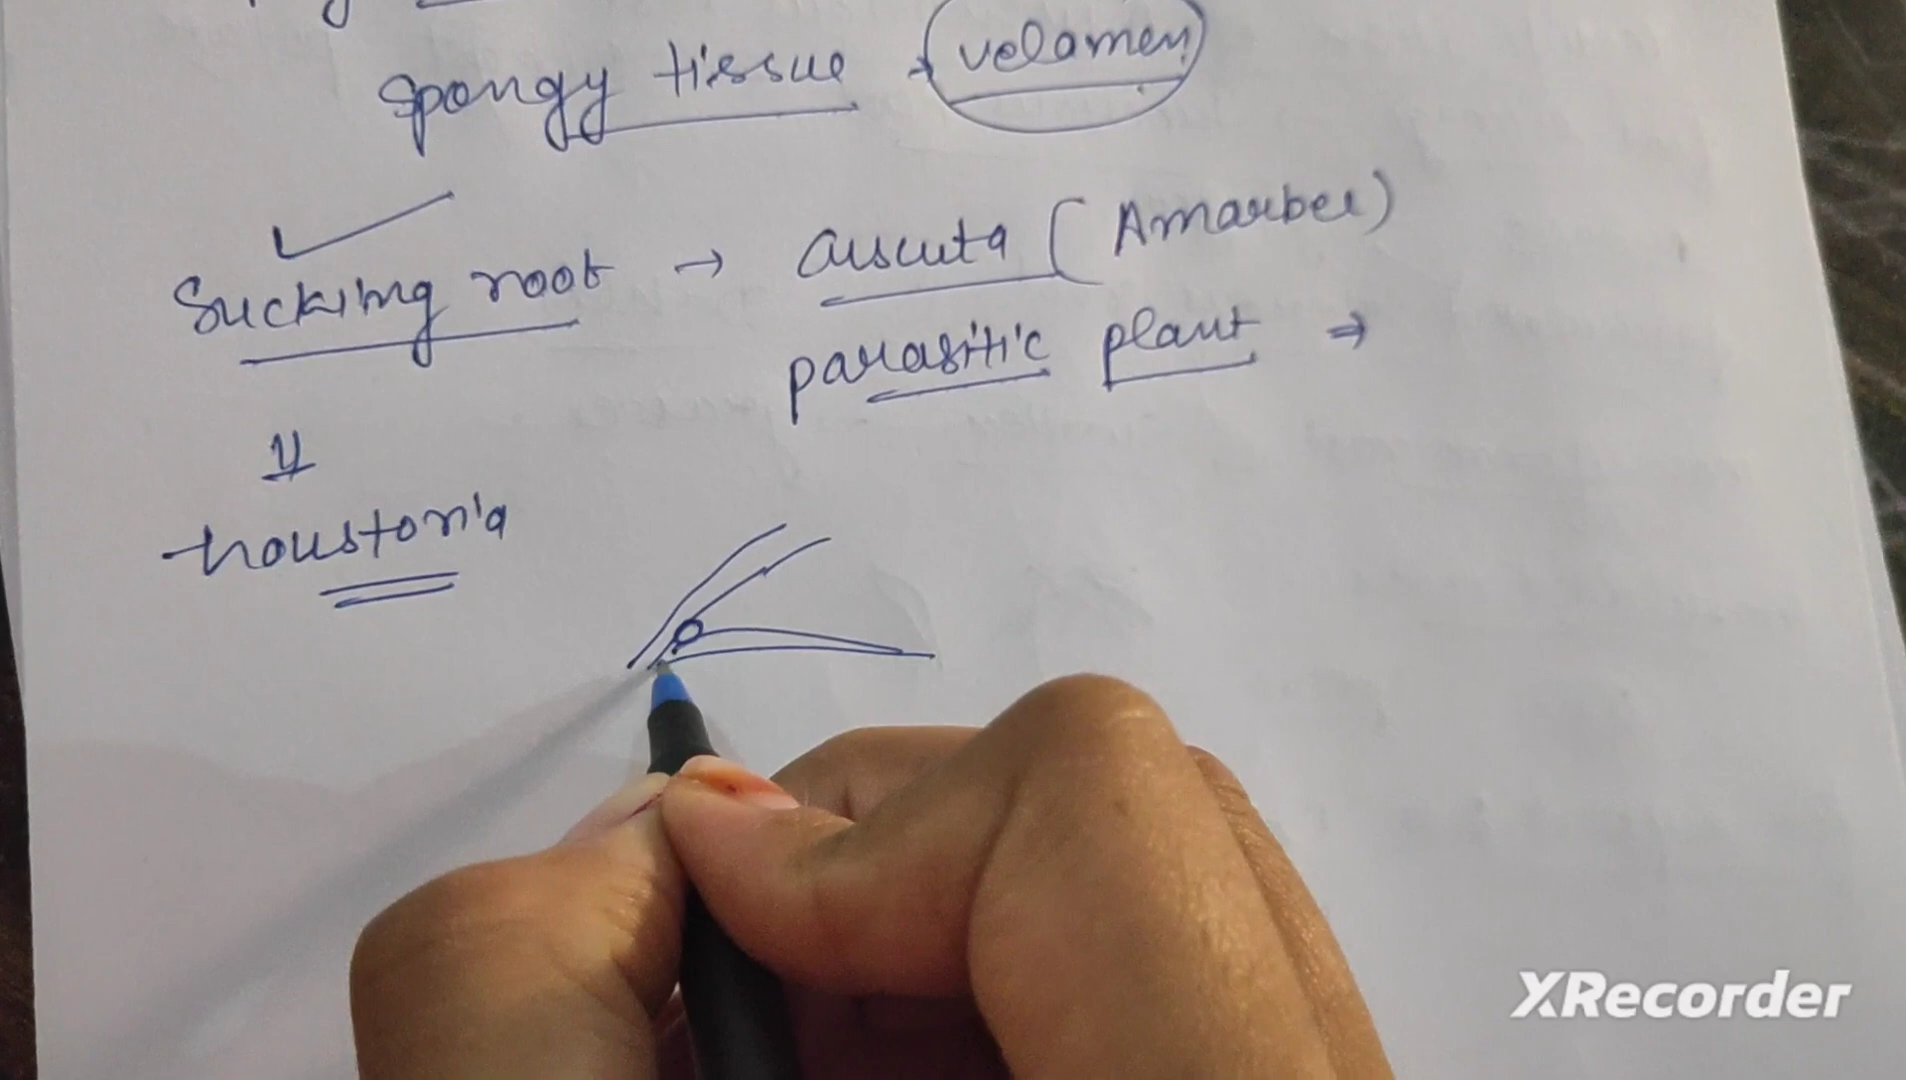 Spongy tissue → velamen
Sucking root → Cuscuta (Amarbel)
parasitic plant ⇒
⇓
haustoria
XRecorder